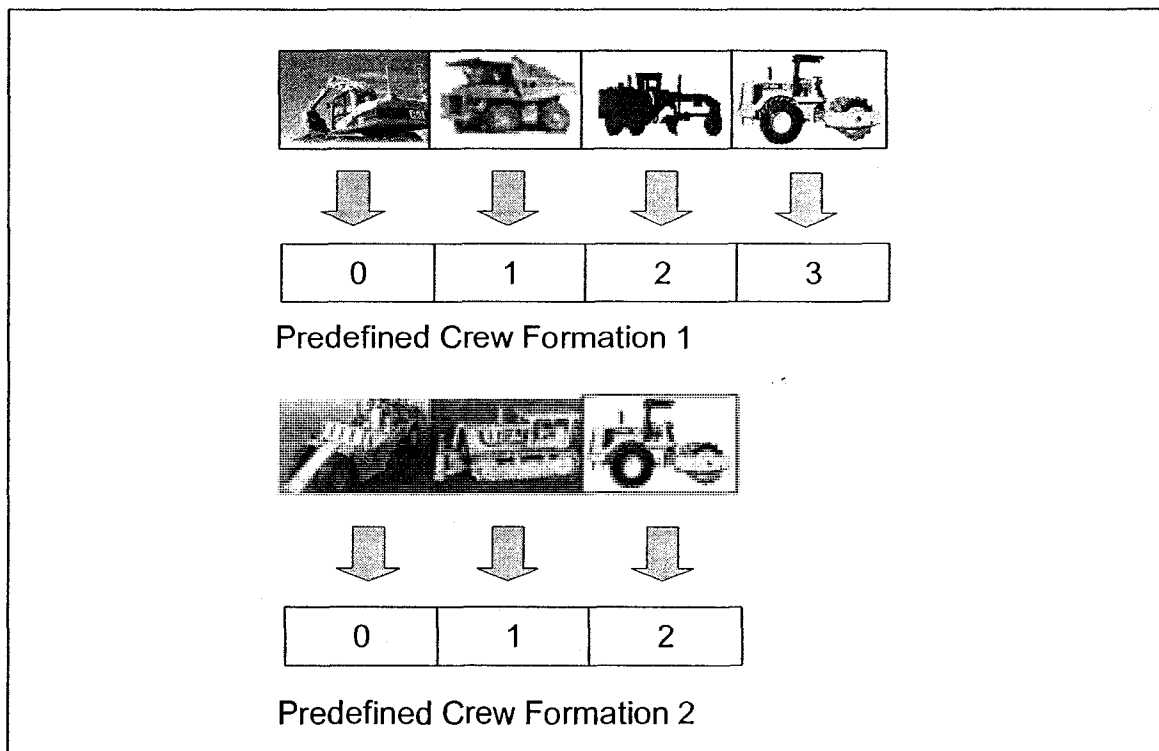 0 1 2 3
Predefined Crew Formation 1
0 1 2
Predefined Crew Formation 2